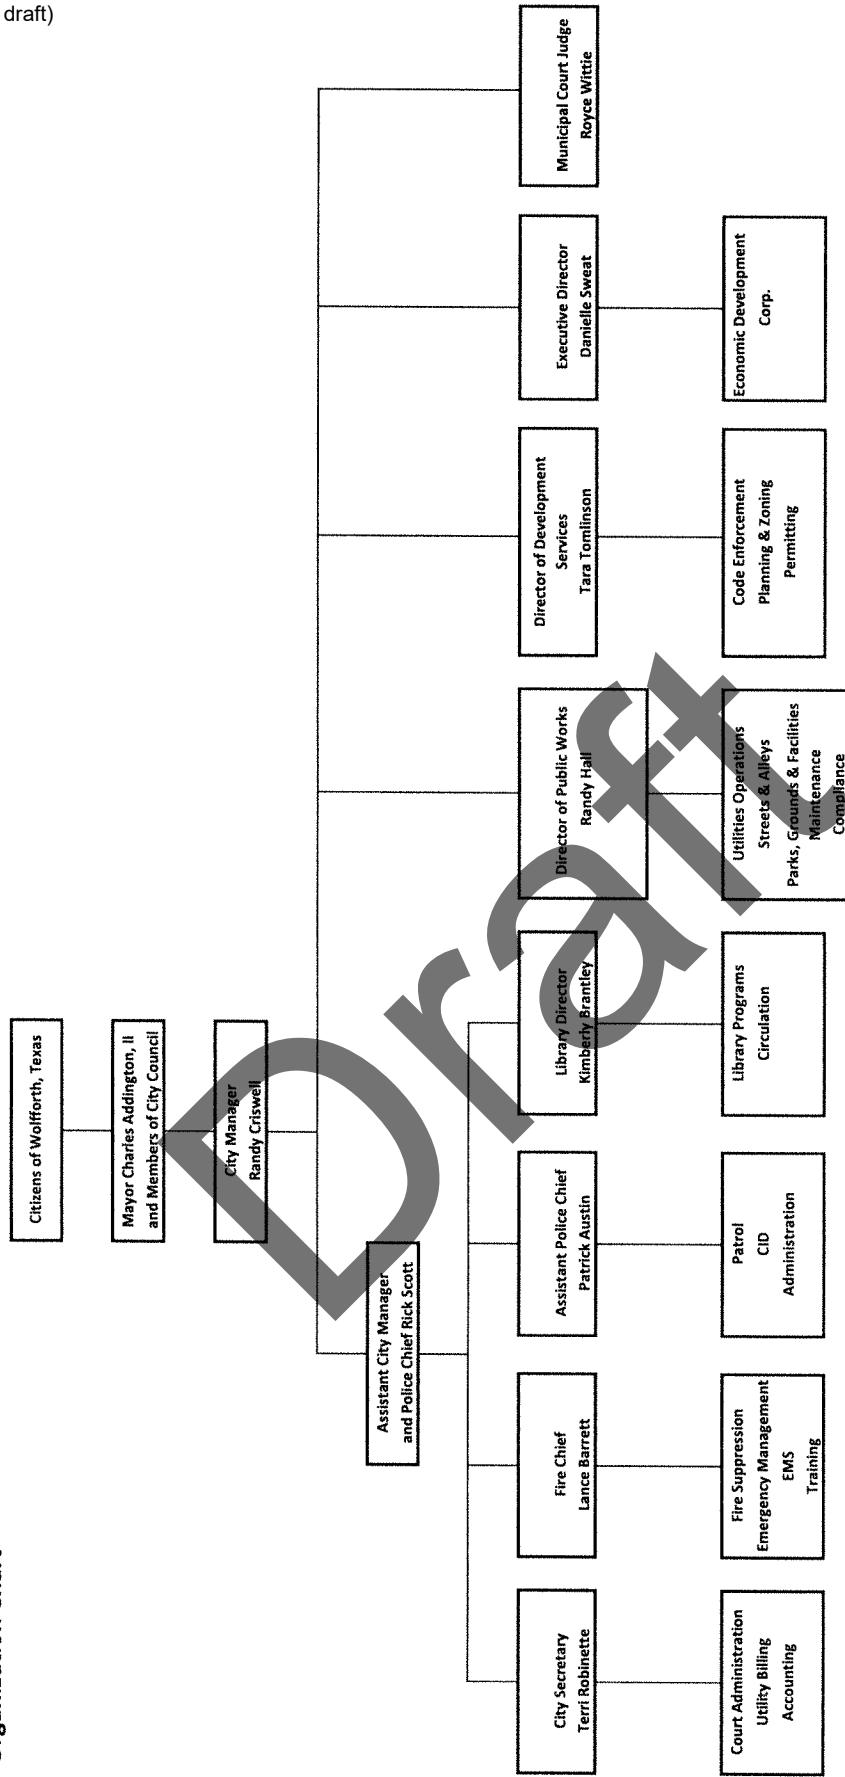 draft)
Citizens of Wolfforth, Texas
Mayor Charles Addington, II
and Members of City Council
City Manager
Randy Criswell
Assistant City Manager
and Police Chief Rick Scott
City Secretary
Terri Robinette
Fire Chief
Lance Barrett
Assistant Police Chief
Patrick Austin
Library Director
Kimberly Brantley
Director of Public Works
Randy Hall
Director of Development
Services
Tara Tomlinson
Executive Director
Danielle Sweat
Municipal Court Judge
Royce Wittie
Court Administration
Utility Billing
Accounting
Fire Suppression
Emergency Management
EMS
Training
Patrol
CID
Administration
Library Programs
Circulation
Utilities Operations
Streets & Alleys
Parks, Grounds & Facilities
Maintenance
Compliance
Code Enforcement
Planning & Zoning
Permitting
Economic Development
Corp.
Draft